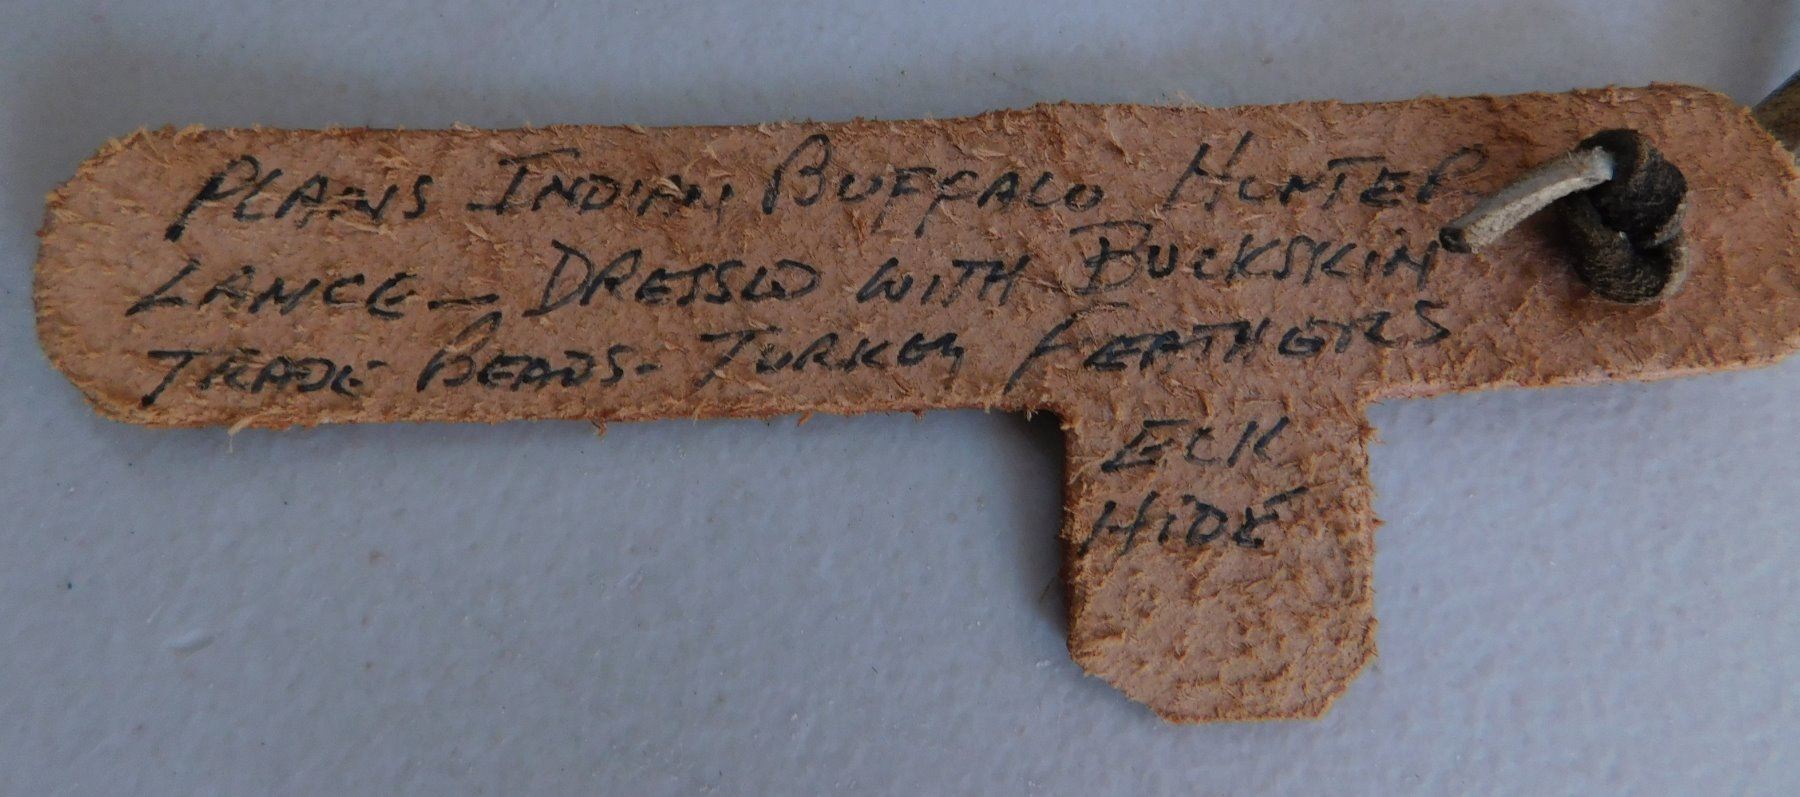 PLAINS INDIAN BUFFALO HUNTER
LANCE - DRESSED WITH BUCKSKIN
TRADE BEADS - TURKEY FEATHERS
ELK
HIDE